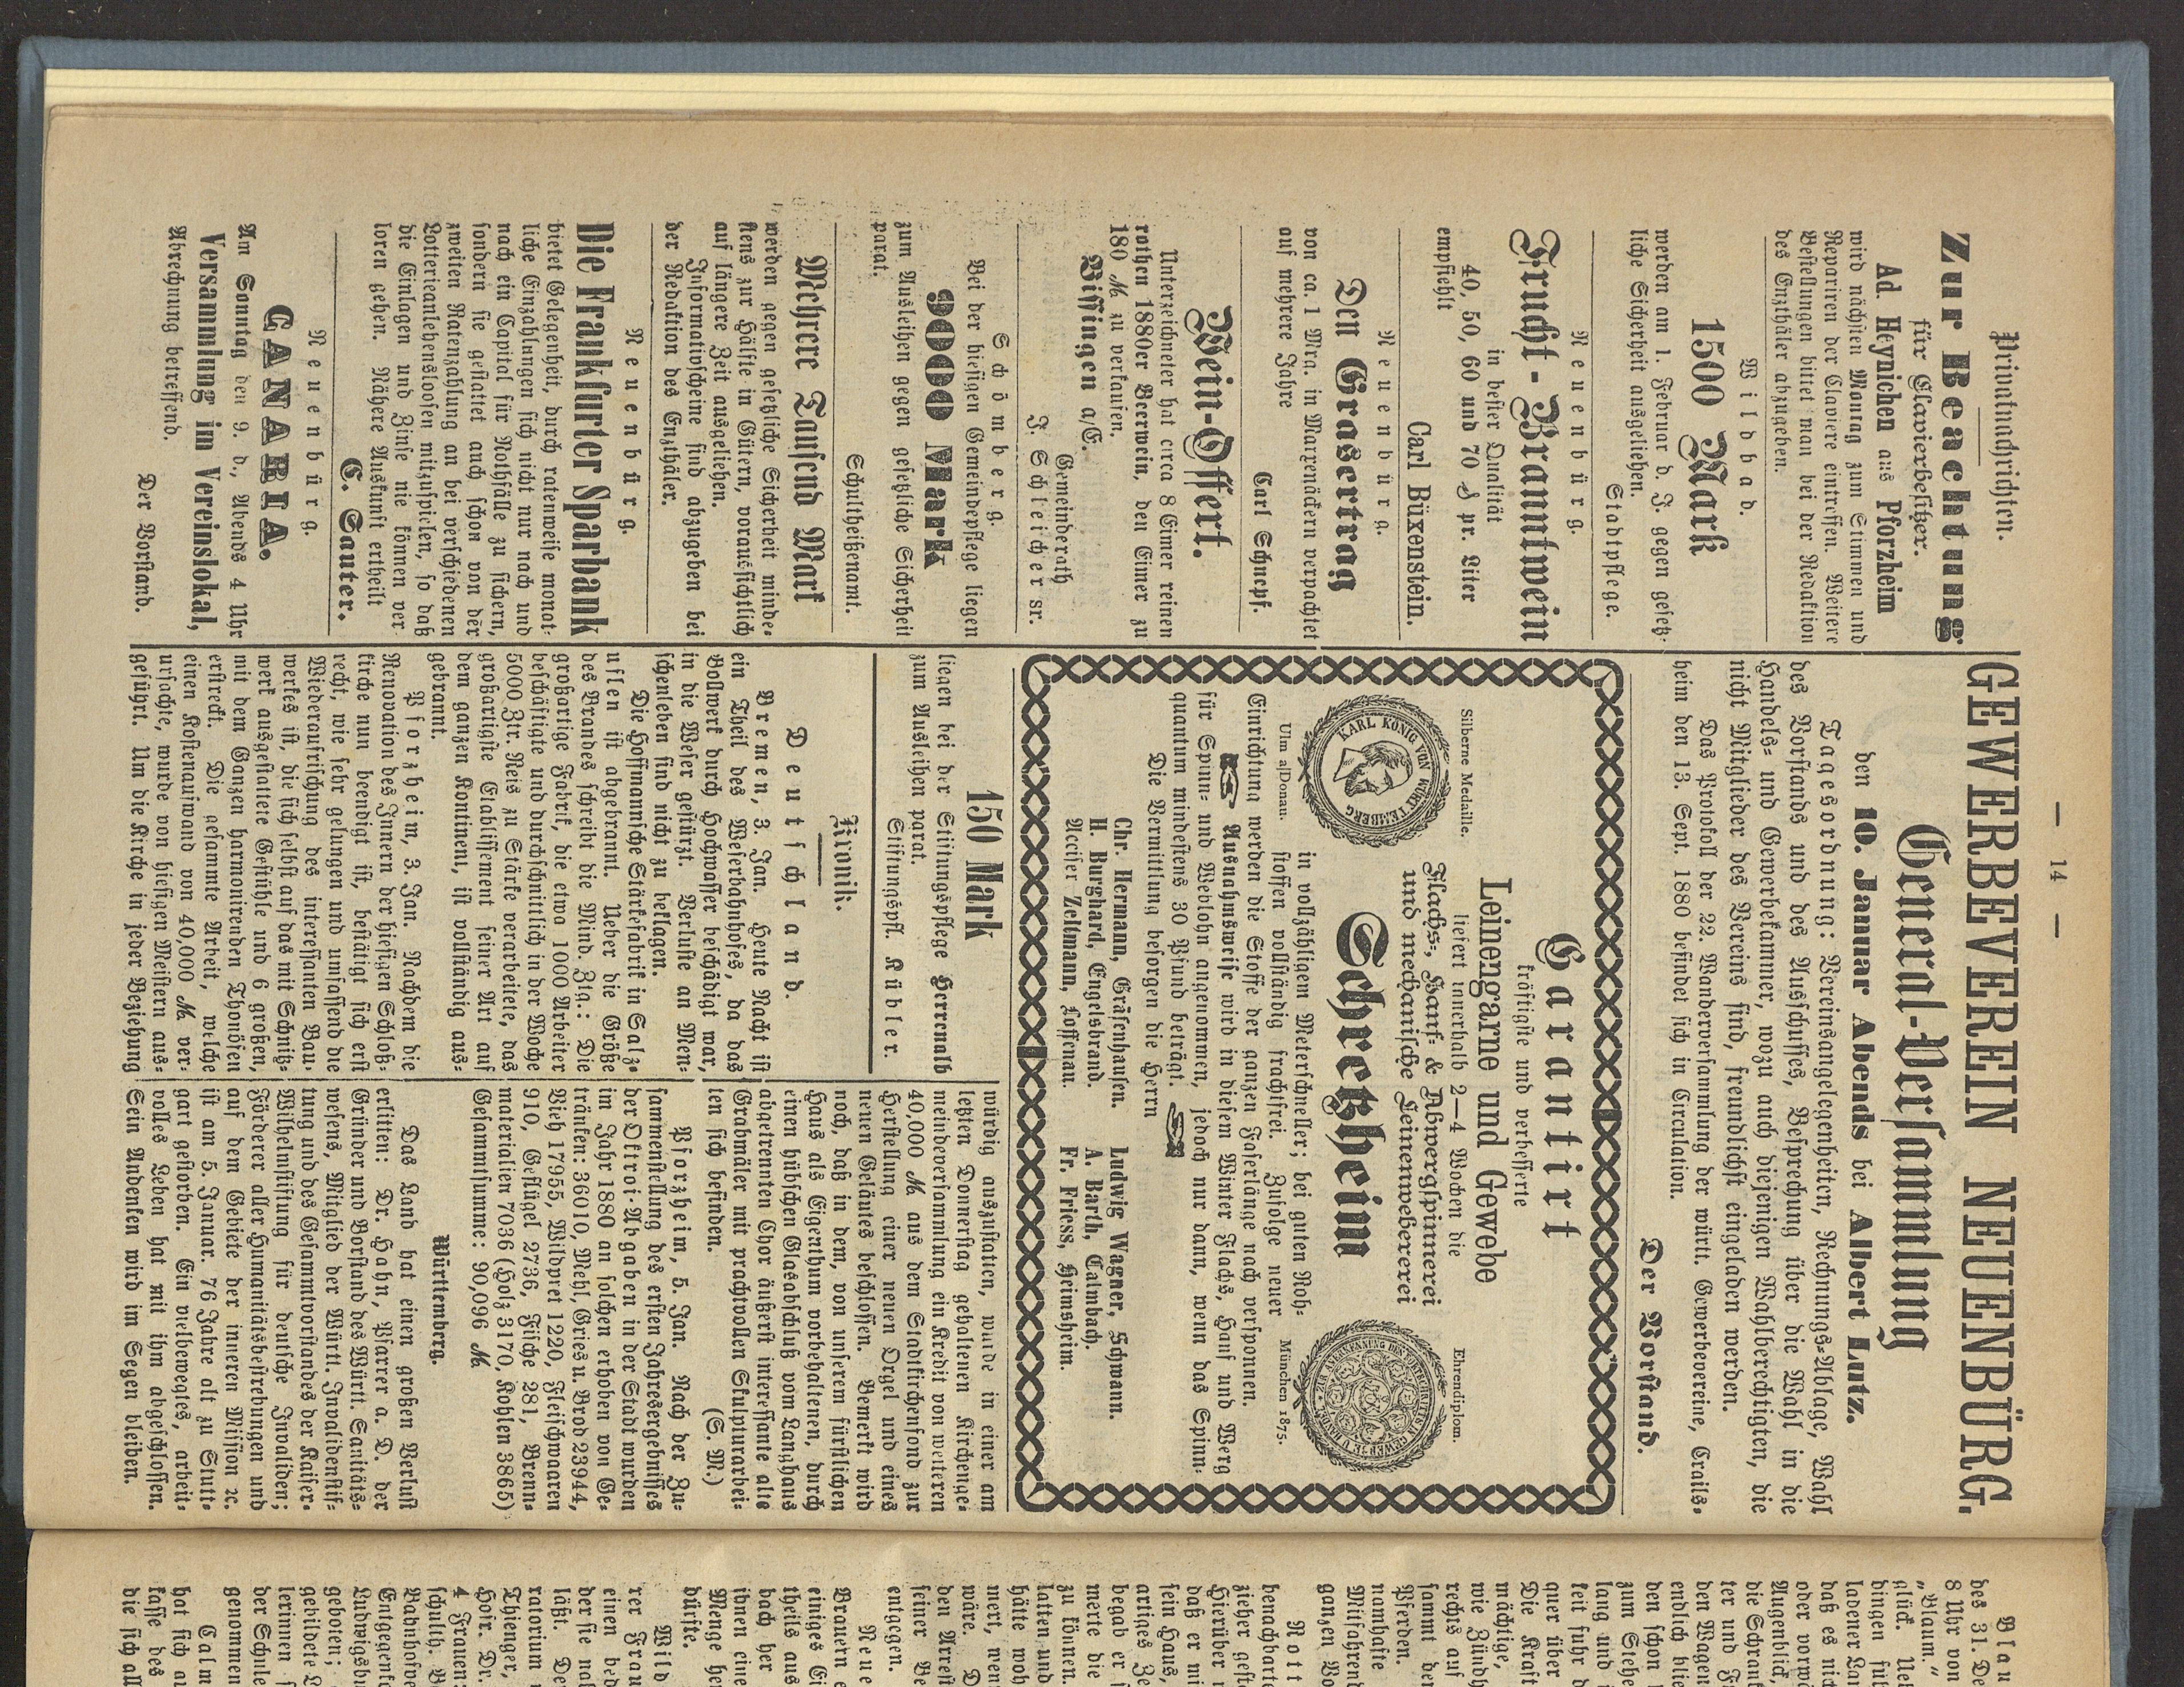 — 14 —
Privatnachrichten.
Zur Beachtung
für Clavierbesitzer.
Ad. Heynichen aus Pforzheim
wird nächsten Montag zum Stimmen und
Repariren der Claviere eintreffen. Weitere
Bestellungen bittet man bei der Redaktion
des Enzthäler abzugeben.
Wildbad.
1500 Mark
werden am 1. Februar d. J. gegen gesetz-
liche Sicherheit ausgeliehen.
Stadtpflege.
Neuenbürg.
Frucht-Branntwein
in bester Qualität
40, 50, 60 und 70 ₰ pr. Liter
empfiehlt
Carl Büxenstein.
Neuenbürg.
Den Grasertrag
von ca. 1 Mrg. in Marxenäckern verpachtet
auf mehrere Jahre
Carl Schnepf.
Wein-Offert.
Unterzeichneter hat circa 8 Eimer reinen
rothen 1880er Beerwein, den Eimer zu
180 M. zu verkaufen.
Bissingen a/E.
Gemeinderath
J. Schleicher sr.
Schömberg.
Bei der hiesigen Gemeindepflege liegen
9000 Mark
zum Ausleihen gegen gesetzliche Sicherheit
parat.
Schultheißenamt.
Mehrere Tausend Mark
werden gegen gesetzliche Sicherheit minde-
stens zur Hälfte in Gütern, voraussichtlich
auf längere Zeit ausgeliehen.
Informativscheine sind abzugeben bei
der Redaktion des Enzthäler.
Neuenbürg.
Die Frankfurter Sparbank
bietet Gelegenheit, durch ratenweise monat-
liche Einzahlungen sich nicht nur nach und
nach ein Capital für Nothfälle zu sichern,
sondern sie gestattet auch schon von der
zweiten Ratenzahlung an bei verschiedenen
Lotterieanlehensloosen mitzuspielen, so daß
die Einlagen und Zinse nie können ver-
loren gehen. Nähere Auskunft ertheilt
C. Sauter.
Neuenbürg.
CANARIA.
Am Sonntag den 9. d., Abends 4 Uhr
Versammlung im Vereinslokal,
Abrechnung betreffend.
Der Vorstand.
GEWERBEVEREIN NEUENBÜRG.
General-Versammlung
den 10. Januar Abends bei Albert Lutz.
Tagesordnung: Vereinsangelegenheiten, Rechnungs-Ablage, Wahl
des Vorstands und des Ausschusses, Besprechung über die Wahl in die
Handels- und Gewerbekammer, wozu auch diejenigen Wahlberechtigten, die
nicht Mitglieder des Vereins sind, freundlichst eingeladen werden.
Das Protokoll der 22. Wanderversammlung der württ. Gewerbevereine, Crails-
heim den 13. Sept. 1880 befindet sich in Circulation.
Der Vorstand.
Garantirt
kräftigste und verbesserte
Leinengarne und Gewebe
liefert innerhalb 2—4 Wochen die
Silberne Medaille.
KARL KÖNIG VON WÜRTTEMBERG
Ulm a/Donau.
Flachs-, Hanf- & Abwergspinnerei
und mechanische Leinenweberei
Schretzheim
Ehrendiplom.
München 1875.
in vollzähligem Meterschneller; bei guten Roh-
stoffen vollständig frachtfrei. Zufolge neuer
Einrichtung werden die Stoffe der ganzen Faserlänge nach versponnen.
Ausnahmsweise wird in diesem Winter Flachs, Hanf und Werg
für Spinn- und Weblohn angenommen, jedoch nur dann, wenn das Spinn-
quantum mindestens 30 Pfund beträgt.
Die Vermittlung besorgen die Herrn
Chr. Hermann, Gräfenhausen. Ludwig Wagner, Schwann.
H. Burghard, Engelsbrand. A. Barth, Calmbach.
Acciser Zeltmann, Loffenau. Fr. Friess, Heimsheim.
150 Mark
liegen bei der Stitungspflege Herrenalb
zum Ausleihen parat.
Stiftungspfl. Kübler.
Kronik.
Deutschland.
Bremen, 3. Jan. Heute Nacht ist
ein Theil des Weserbahnhofes, da das
Bollwerk durch Hochwasser beschädigt war,
in die Weser gestürzt. Verluste an Men-
schenleben sind nicht zu beklagen.
Die Hoffmannsche Stärkefabrik in Salz-
uflen ist abgebrannt. Ueber die Größe
des Brandes schreibt die Mind. Ztg.: Die
großartige Fabrik, die etwa 1000 Arbeiter
beschäftigte und durchschnittlich in der Woche
5000 Ztr. Reis zu Stärke verarbeitete, das
großartigste Etablissement seiner Art auf
dem ganzen Kontinent, ist vollständig aus-
gebrannt.
Pforzheim, 3. Jan. Nachdem die
Renovation des Innern der hiesigen Schloß-
kirche nun beendigt ist, bestätigt sich erst
recht, wie sehr gelungen und umfassend die
Wiederauffrischung des interessanten Bau-
werkes ist, die sich selbst auf das mit Schnitz-
werk ausgestattete Gestühle und 6 großen,
mit dem Ganzen harmonirenden Thonöfen
erstreckt. Die gesammte Arbeit, welche
einen Kostenaufwand von 40,000 M. ver-
ursachte, wurde von hiesigen Meistern aus-
geführt. Um die Kirche in jeder Beziehung
würdig auszustatten, wurde in einer am
letzten Donnerstag gehaltenen Kirchenge-
meindeversammlung ein Kredit von weiteren
40,000 M. aus dem Stadtkirchenfond zur
Herstellung einer neuen Orgel und eines
neuen Geläutes beschlossen. Bemerkt wird
noch, daß in dem, von unserem fürstlichen
Haus als Eigenthum vorbehaltenen, durch
einen hübschen Glasabschluß vom Langhaus
abgetrennten Chor äußerst interessante alte
Grabmäler mit prachtvollen Skulpturarbei-
ten sich befinden. (S. M.)
Pforzheim, 5. Jan. Nach der Zu-
sammenstellung des ersten Jahresergebnisses
der Oktroi-Abgaben in der Stadt wurden
im Jahr 1880 an solchen erhoben von Ge-
tränken: 36010, Mehl, Gries u. Brod 23944,
Vieh 17955, Wildpret 1220, Fleischwaaren
910, Geflügel 2736, Fische 281, Brenn-
materialien 7036 (Holz 3170, Kohlen 3865)
Gesammtsumme: 90,096 M.
Württemberg.
Das Land hat einen großen Verlust
erlitten: Dr. Hahn, Pfarrer a. D. der
Gründer und Vorstand des Württ. Sanitäts-
wesens, Mitglied der Württ. Invalidenstif-
tung und des Gesammtvorstandes der Kaiser-
Wilhelmsstiftung für deutsche Invaliden;
Förderer aller Humanitätsbestrebungen und
auf dem Gebiete der inneren Mission ꝛc.
ist am 5. Januar. 76 Jahre alt zu Stutt-
gart gestorben. Ein vielbewegtes, arbeit-
volles Leben hat mit ihm abgeschlossen.
Sein Andenken wird im Segen bleiben.